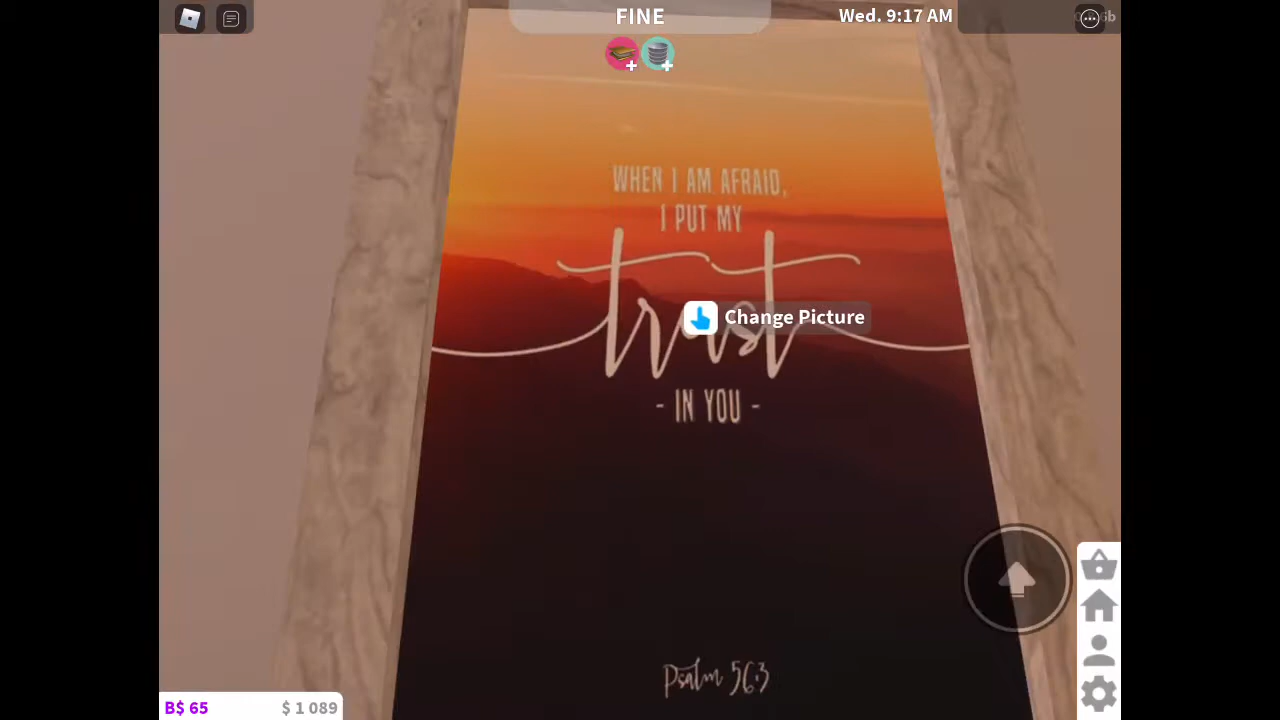 FINE
Wed. 9:17 AM
WHEN I AM AFRAID,
I PUT MY
trust
Change Picture
- IN YOU -
Psalm 56:3
B$ 65
$ 1 089